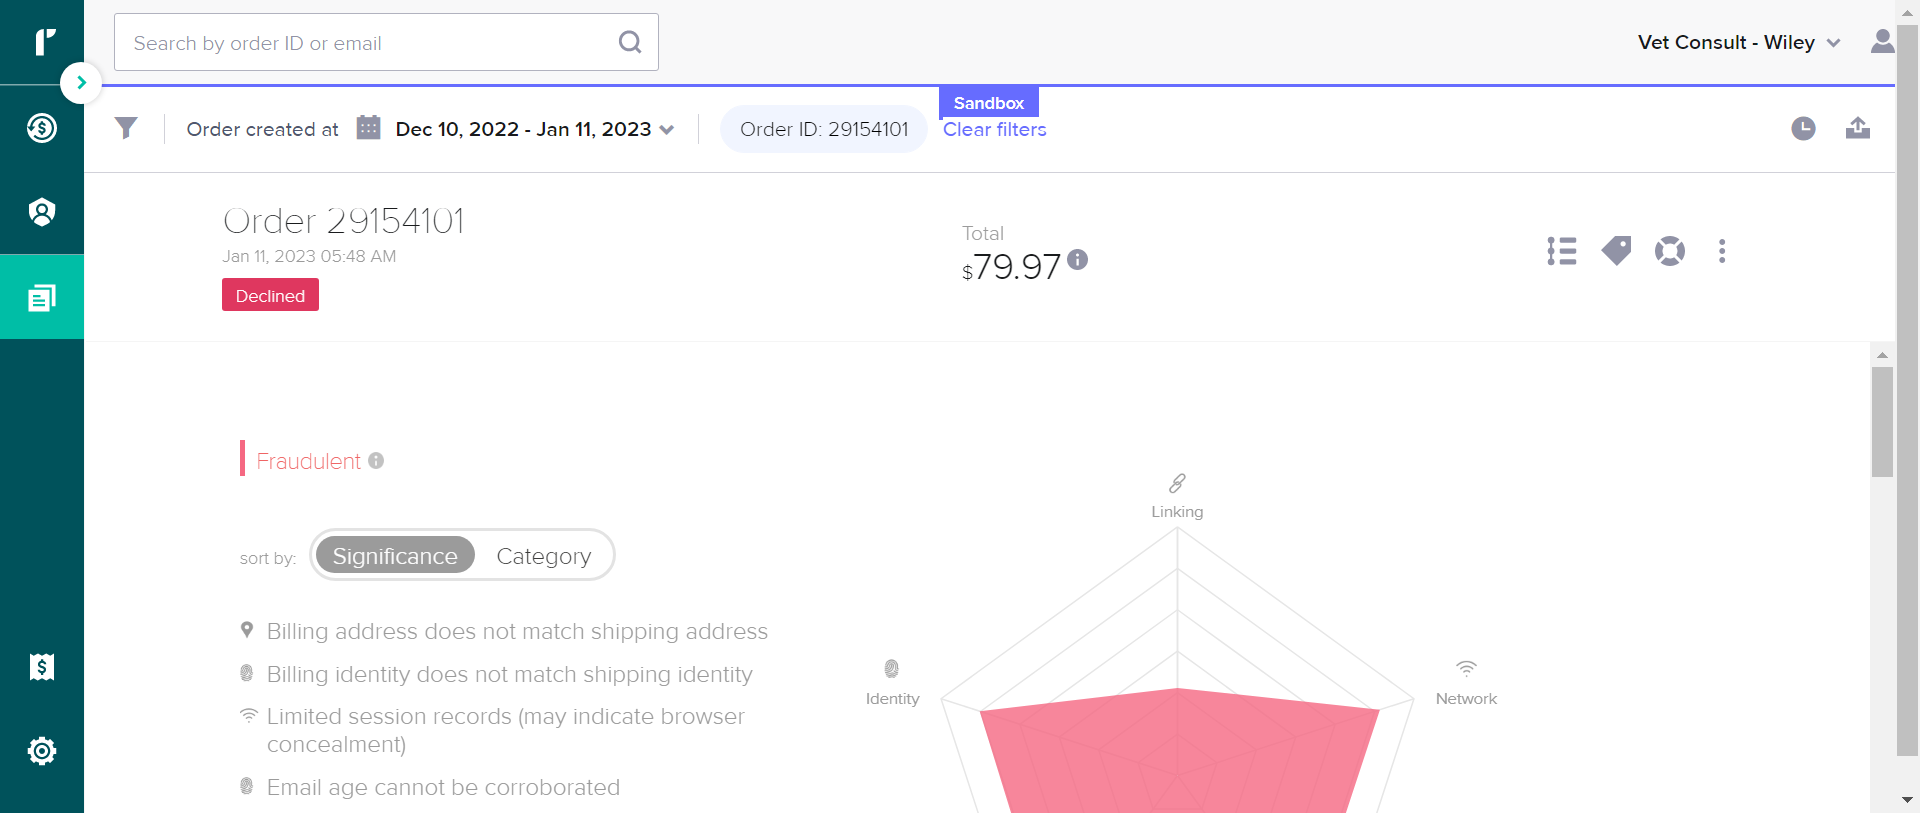 Search by order ID or email
Vet Consult - Wiley
Sandbox
Order created at Dec 10, 2022 - Jan 11, 2023 Order ID: 29154101 Clear filters
Order 29154101
Jan 11, 2023 05:48 AM
Declined
Total
$79.97
Fraudulent
sort by: Significance Category
Billing address does not match shipping address
Billing identity does not match shipping identity
Limited session records (may indicate browser
concealment)
Email age cannot be corroborated
Linking
Identity
Network